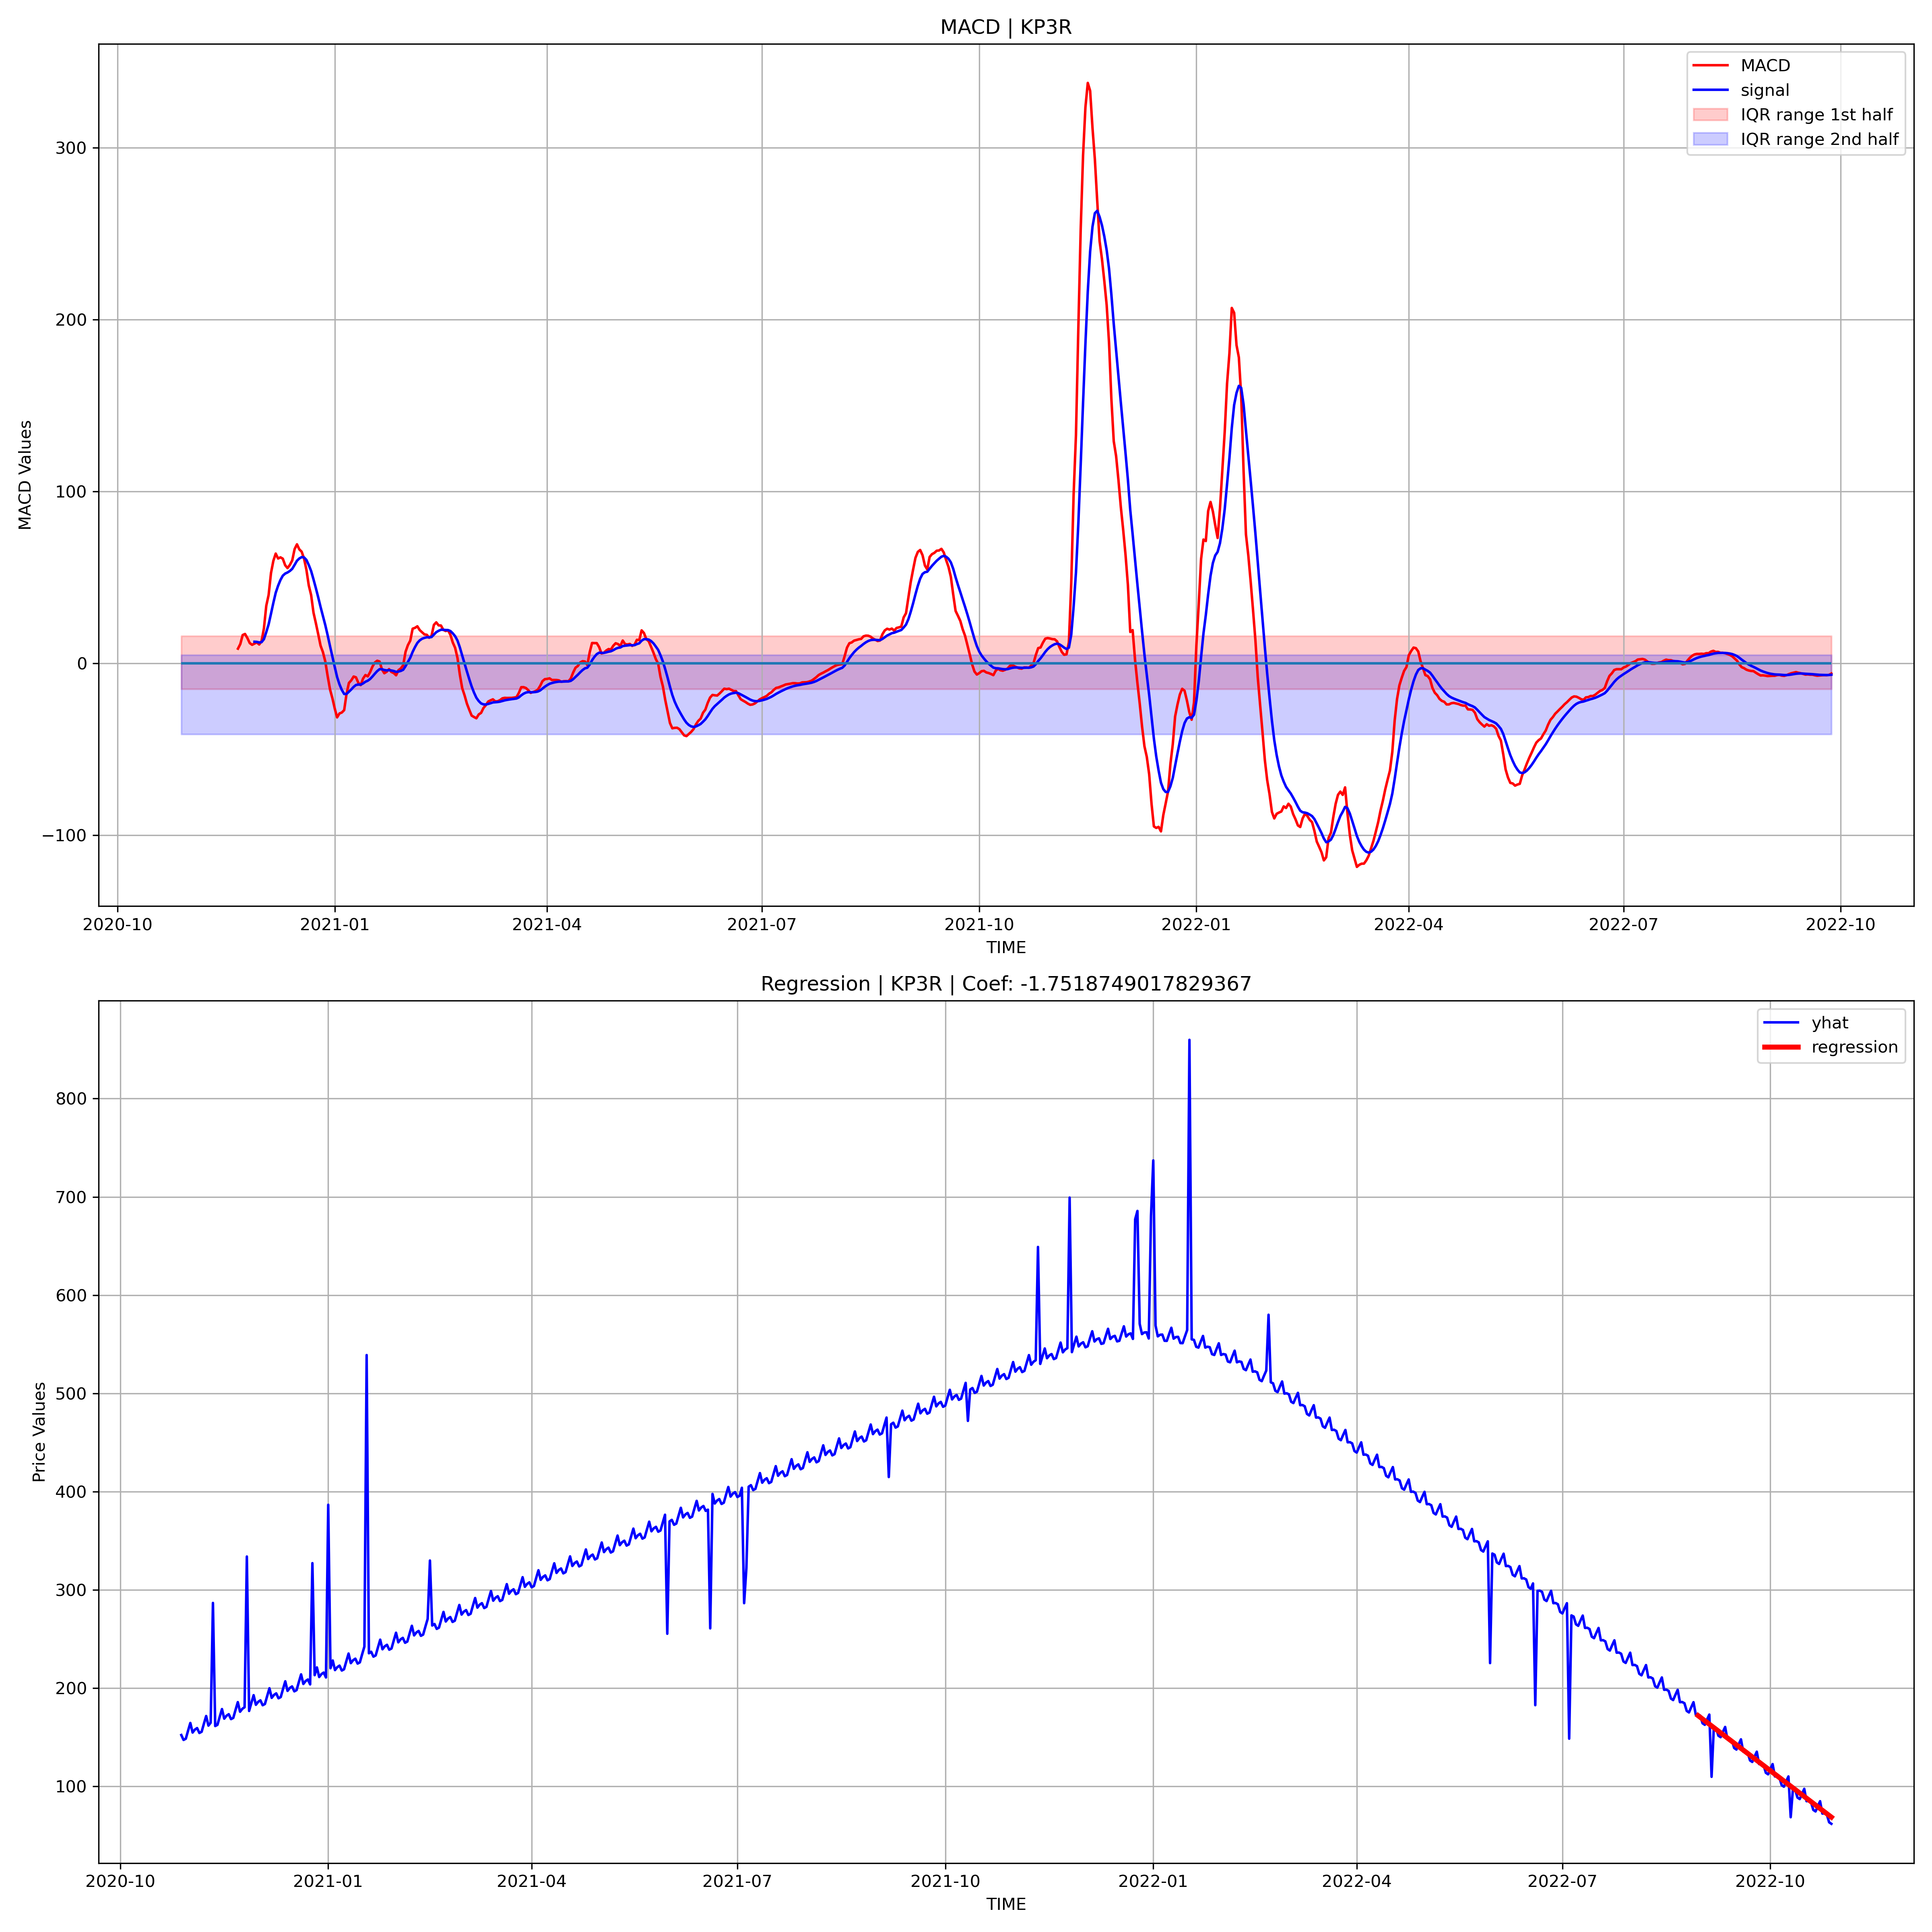 MACD | KP3R
MACD
signal
IQR range 1st half
IQR range 2nd half
300
200
100
0
−100
MACD Values
2020-10 2021-01 2021-04 2021-07 2021-10 2022-01 2022-04 2022-07 2022-10
TIME
Regression | KP3R | Coef: -1.7518749017829367
yhat
regression
800
700
600
500
400
300
200
100
Price Values
2020-10 2021-01 2021-04 2021-07 2021-10 2022-01 2022-04 2022-07 2022-10
TIME